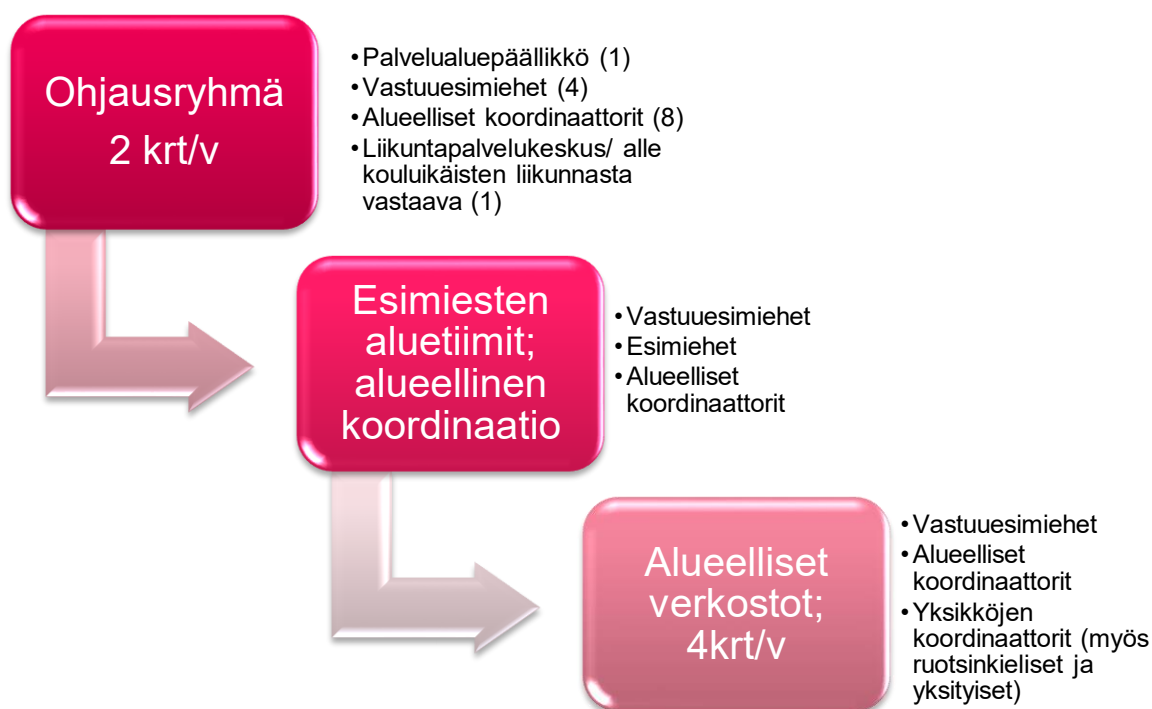 Ohjausryhmä
2 krt/v
•Palvelualuepäällikkö (1)
•Vastuuesimiehet (4)
•Alueelliset koordinaattorit (8)
•Liikuntapalvelukeskus/ alle
kouluikäisten liikunnasta
vastaava (1)
Esimiesten
aluetiimit;
alueellinen
koordinaatio
•Vastuuesimiehet
•Esimiehet
•Alueelliset
koordinaattorit
Alueelliset
verkostot;
4krt/v
•Vastuuesimiehet
•Alueelliset
koordinaattorit
•Yksikköjen
koordinaattorit (myös
ruotsinkieliset ja
yksityiset)